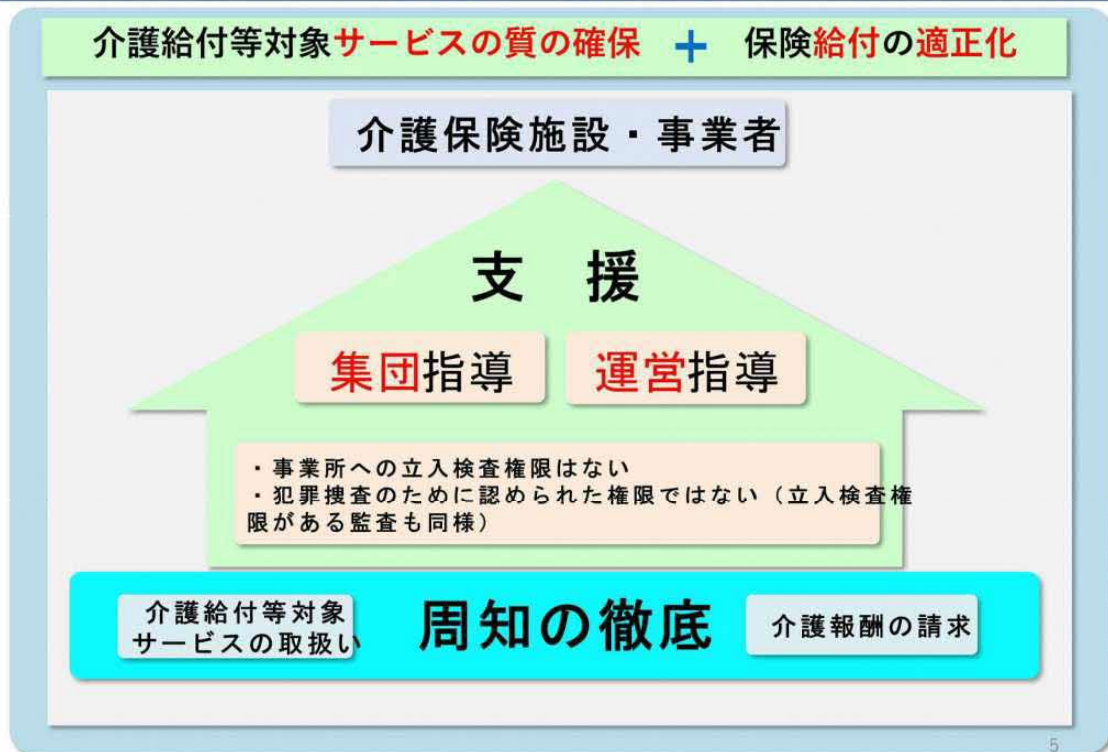 介護給付等対象サービスの質の確保 + 保険給付の適正化
介護保険施設・事業者
支 援
集団指導
運営指導
・事業所への立入検査権限はない
・犯罪捜査のために認められた権限ではない（立入検査権
限がある監査も同様）
介護給付等対象
サービスの取扱い
周知の徹底
介護報酬の請求
5